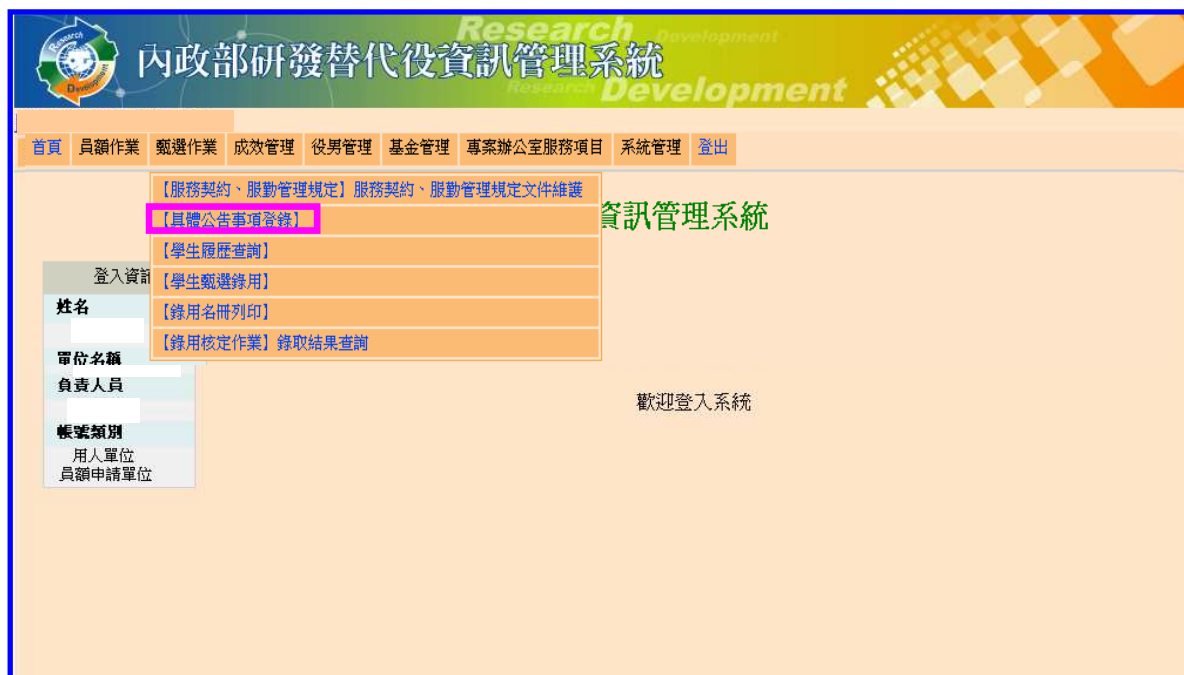 Research Development
內政部研發替代役資訊管理系統
Research Development
Research
Development
首頁 員額作業 甄選作業 成效管理 役男管理 基金管理 專案辦公室服務項目 系統管理 登出
【服務契約、服勤管理規定】服務契約、服勤管理規定文件維護
【具體公告事項登錄】
資訊管理系統
【學生履歷查詢】
登入資訊
【學生甄選錄用】
姓名
【錄用名冊列印】
【錄用核定作業】錄取結果查詢
單位名稱
負責人員
歡迎登入系統
帳號類別
用人單位
員額申請單位